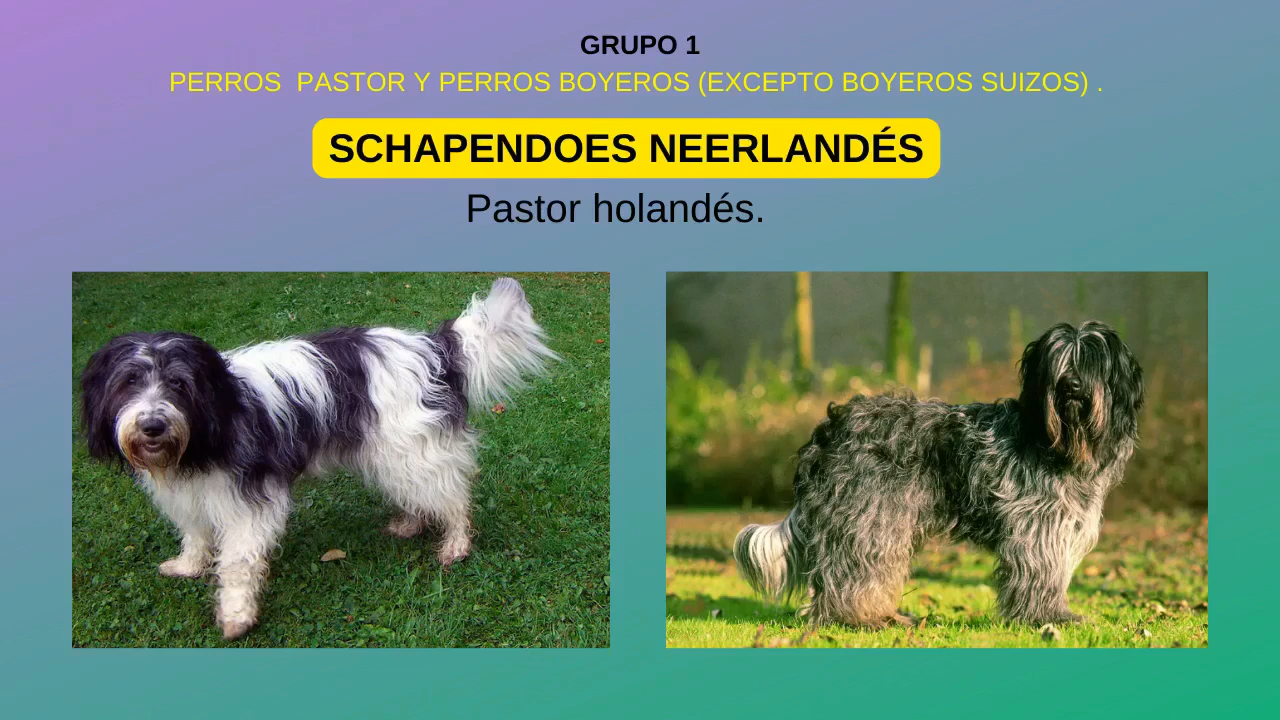 GRUPO 1
PERROS  PASTOR Y PERROS BOYEROS (EXCEPTO BOYEROS SUIZOS) .
SCHAPENDOES NEERLANDÉS
Pastor holandés.